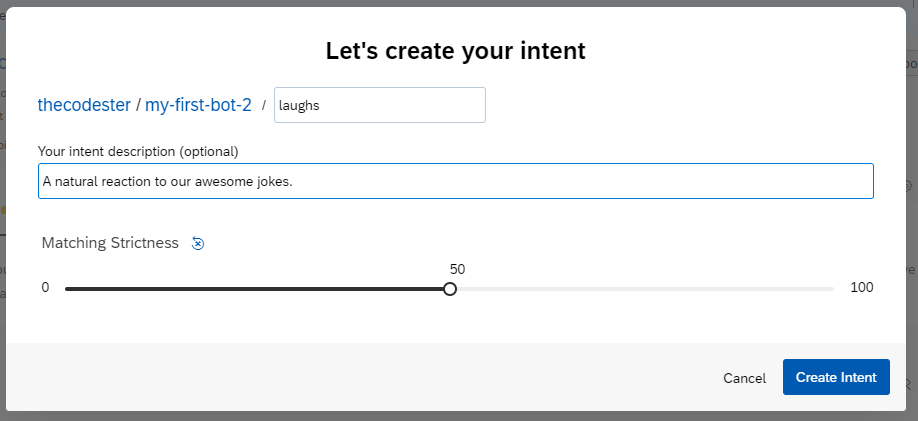 Let's create your intent
thecodester / my-first-bot-2 / laughs
Your intent description (optional)
A natural reaction to our awesome jokes.
Matching Strictness
50
0 100
Cancel Create Intent